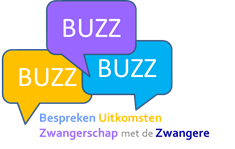 BUZZ
BUZZ
BUZZ
Bespreken Uitkomsten
Zwangerschap met de Zwangere